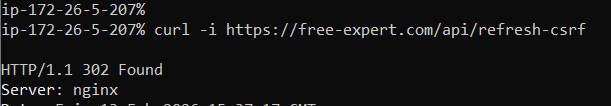 ip-172-26-5-207%
ip-172-26-5-207% curl -i https://free-expert.com/api/refresh-csrf
HTTP/1.1 302 Found
Server: nginx